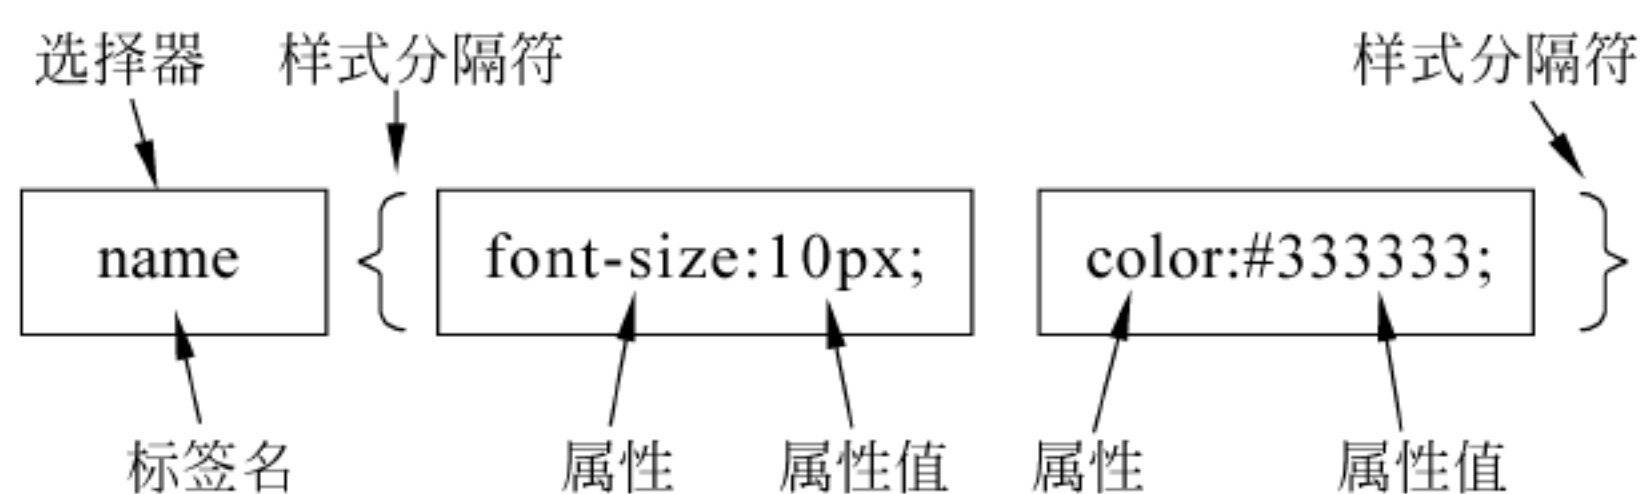 选择器 样式分隔符 样式分隔符
name { font-size:10px; color:#333333; }
标签名 属性 属性值 属性 属性值